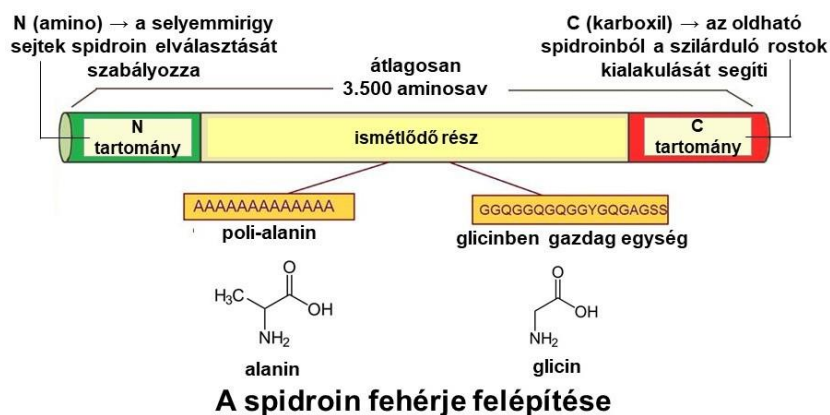 N (amino) → a selyemmirigy
sejtek spidroin elválasztását
szabályozza
C (karboxil) → az oldható
spidroinból a szilárduló rostok
kialakulását segíti
átlagosan
3.500 aminosav
N
tartomány
ismétlődő rész
C
tartomány
AAAAAAAAAAAAA
poli-alanin
GGQGGQGQGGYGQGAGSS
glicinben gazdag egység
O
H₃C
OH
NH₂
alanin
O
OH
NH₂
glicin
A spidroin fehérje felépítése